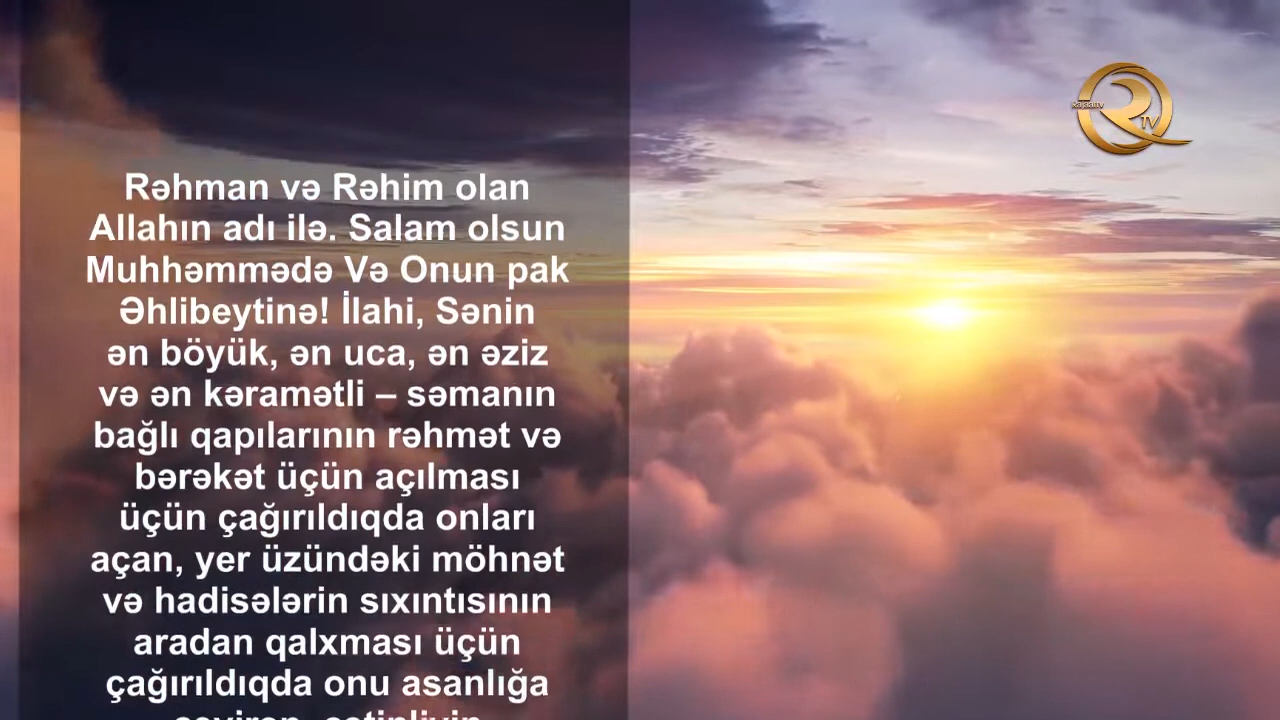 Rəhman və Rəhim olan
Allahın adı ilə. Salam olsun
Muhhəmmədə Və Onun pak
Əhlibeytinə! İlahi, Sənin
ən böyük, ən uca, ən əziz
və ən kəramətli – səmanın
bağlı qapılarının rəhmət və
bərəkət üçün açılması
üçün çağırıldıqda onları
açan, yer üzündəki möhnət
və hadisələrin sıxıntısının
aradan qalxması üçün
çağırıldıqda onu asanlığa
TV